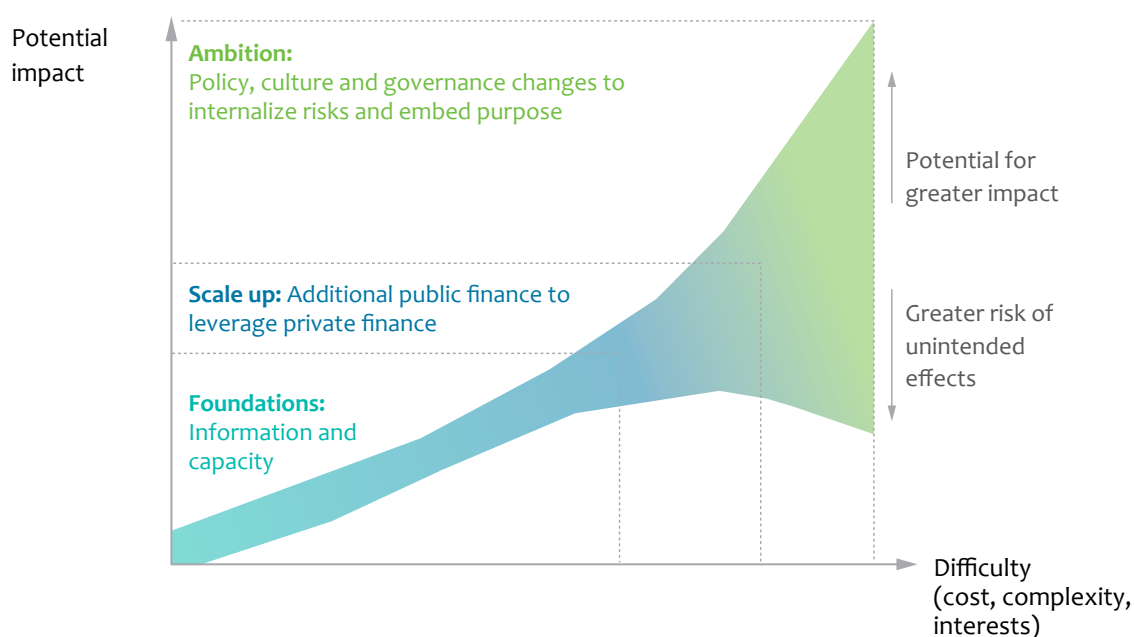 Potential
impact
Ambition:
Policy, culture and governance changes to
internalize risks and embed purpose
Potential for
greater impact
Scale up: Additional public finance to
leverage private finance
Greater risk of
unintended
effects
Foundations:
Information and
capacity
Difficulty
(cost, complexity,
interests)